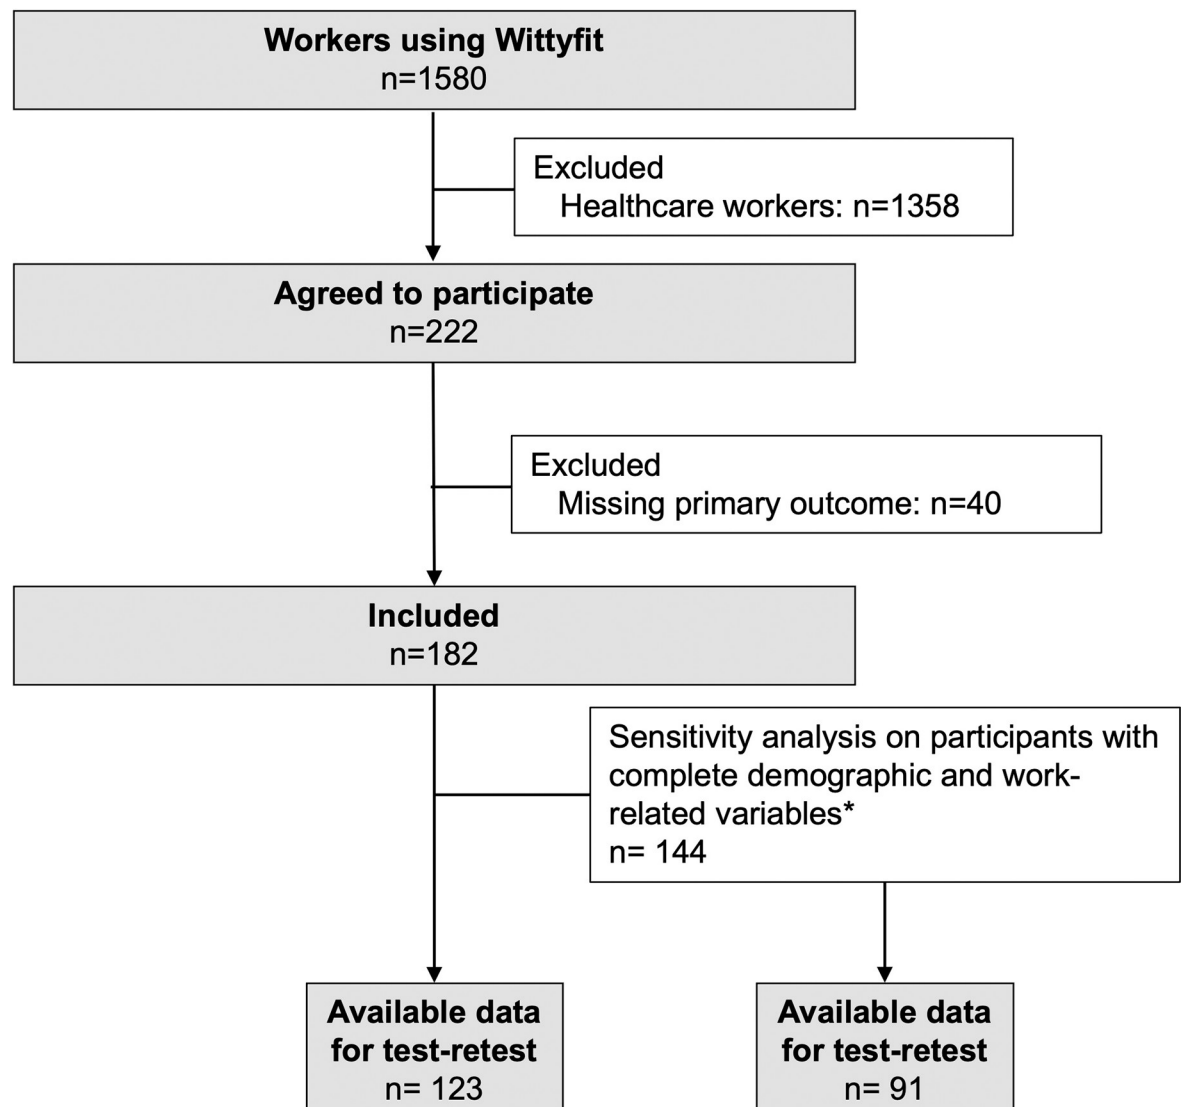 Workers using Wittyfit
n=1580
Excluded
Healthcare workers: n=1358
Agreed to participate
n=222
Excluded
Missing primary outcome: n=40
Included
n=182
Sensitivity analysis on participants with
complete demographic and work-
related variables*
n= 144
Available data
for test-retest
n= 123
Available data
for test-retest
n= 91